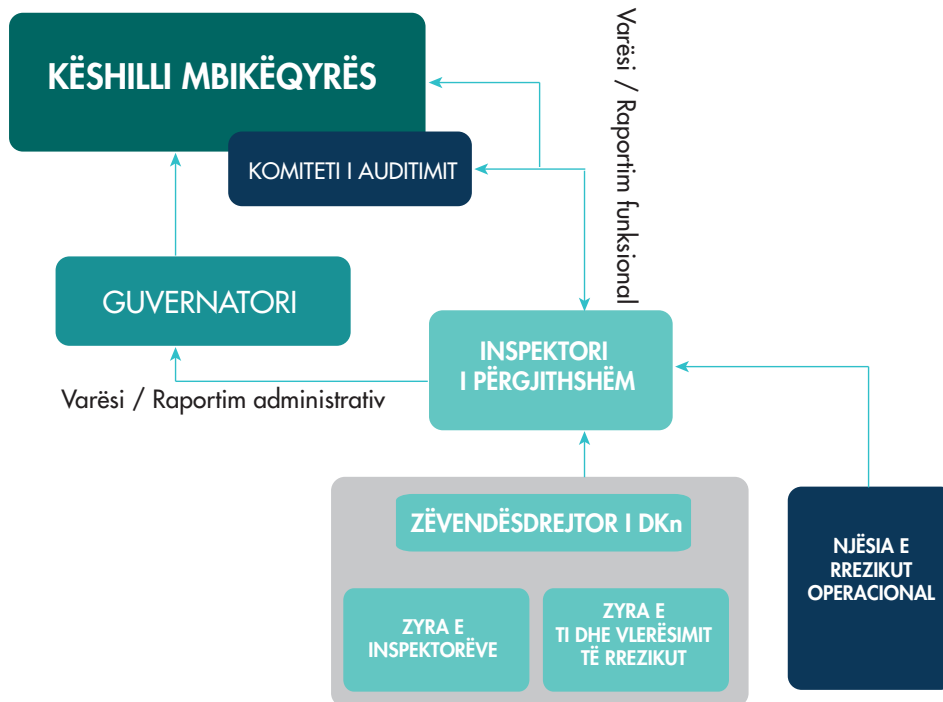 KËSHILLI MBIKËQYRËS
KOMITETI I AUDITIMIT
Varësi / Raportim funksional
GUVERNATORI
INSPEKTORI
I PËRGJITHSHËM
Varësi / Raportim administrativ
ZËVENDËSDREJTOR I DKn
NJËSIA E
RREZIKUT
OPERACIONAL
ZYRA E
INSPEKTORËVE
ZYRA E
TI DHE VLERËSIMIT
TË RREZIKUT